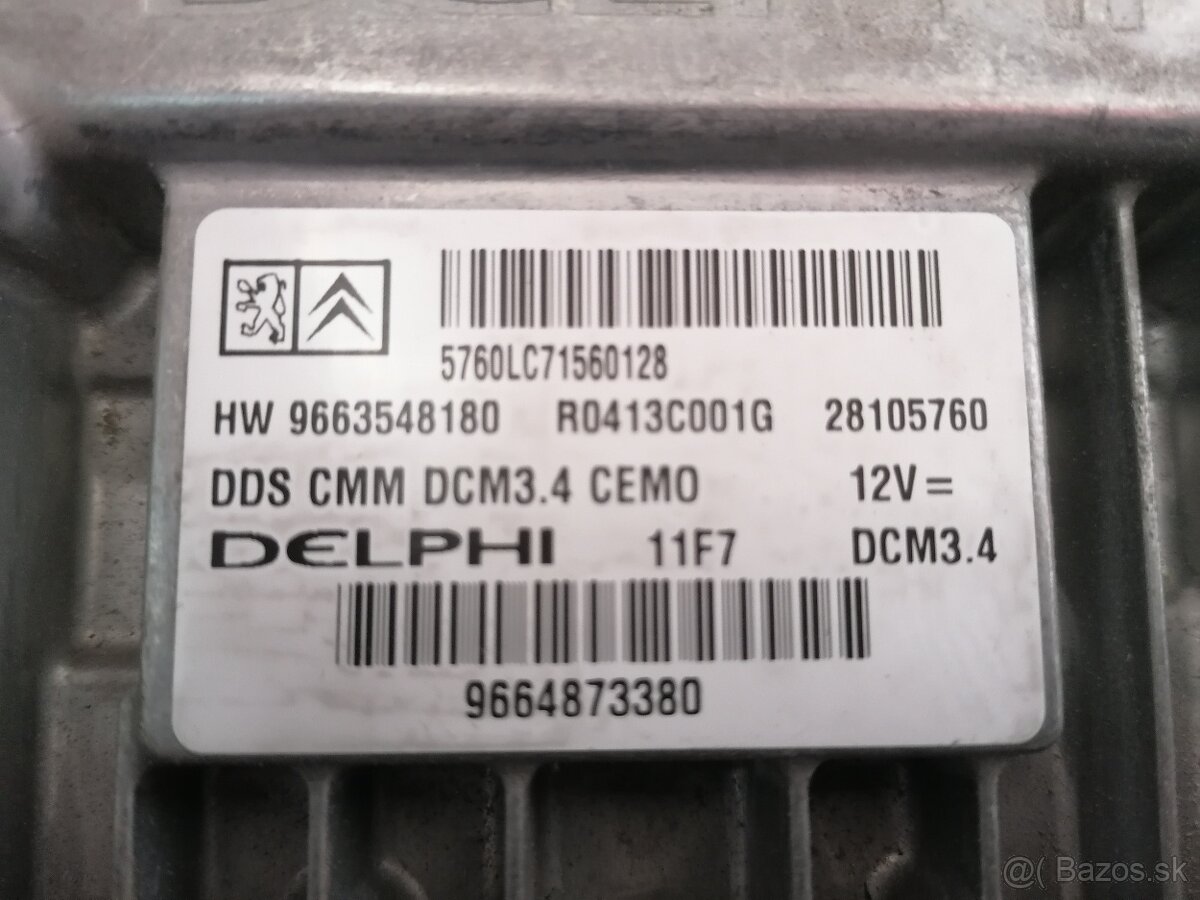 5760LC71560128
HW 9663548180 R0413C001G 28105760
DDS CMM DCM3.4 CEMO 12V=
DELPHI 11F7 DCM3.4
9664873380
@( Bazos.sk